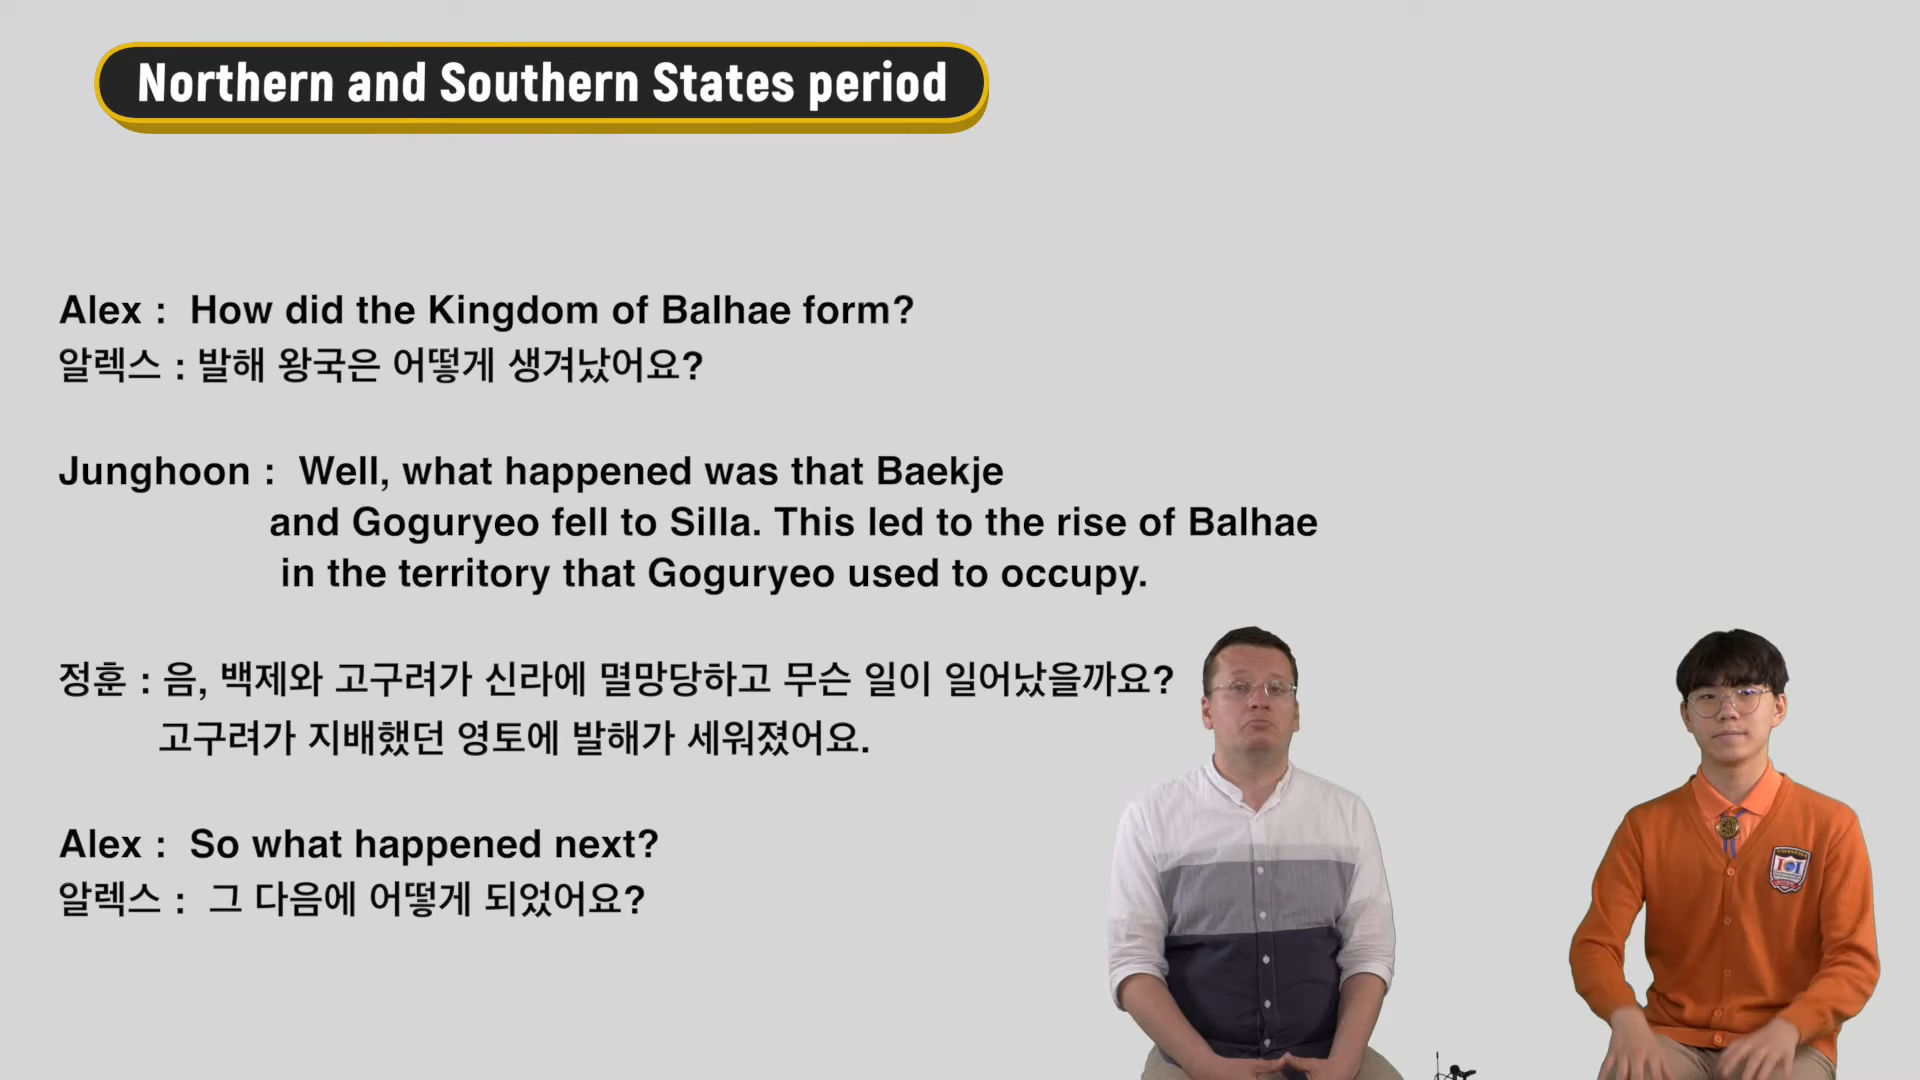 Northern and Southern States period
Alex : How did the Kingdom of Balhae form?
알렉스 : 발해 왕국은 어떻게 생겨났어요?
Junghoon : Well, what happened was that Baekje
and Goguryeo fell to Silla. This led to the rise of Balhae
in the territory that Goguryeo used to occupy.
정훈 : 음, 백제와 고구려가 신라에 멸망당하고 무슨 일이 일어났을까요?
고구려가 지배했던 영토에 발해가 세워졌어요.
Alex : So what happened next?
알렉스 : 그 다음에 어떻게 되었어요?